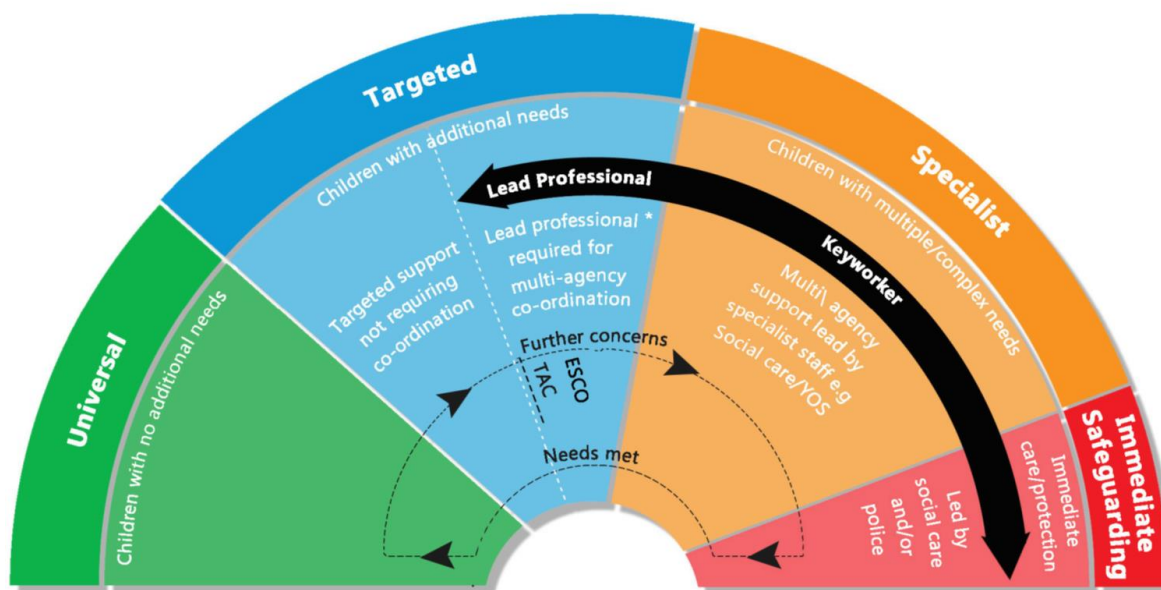 Universal
Children with no additional needs
Targeted
Children with additional needs
Targeted support
not requiring
co-ordination
Lead professional *
required for
multi-agency
co-ordination
Lead Professional
Keyworker
Further concerns
TAC
ESCO
Needs met
Specialist
Children with multiple/complex needs
Multi\ agency
support lead by
specialist staff e.g
Social care/YOS
Immediate
Safeguarding
Immediate
care/protection
Led by
social care
and/or
police